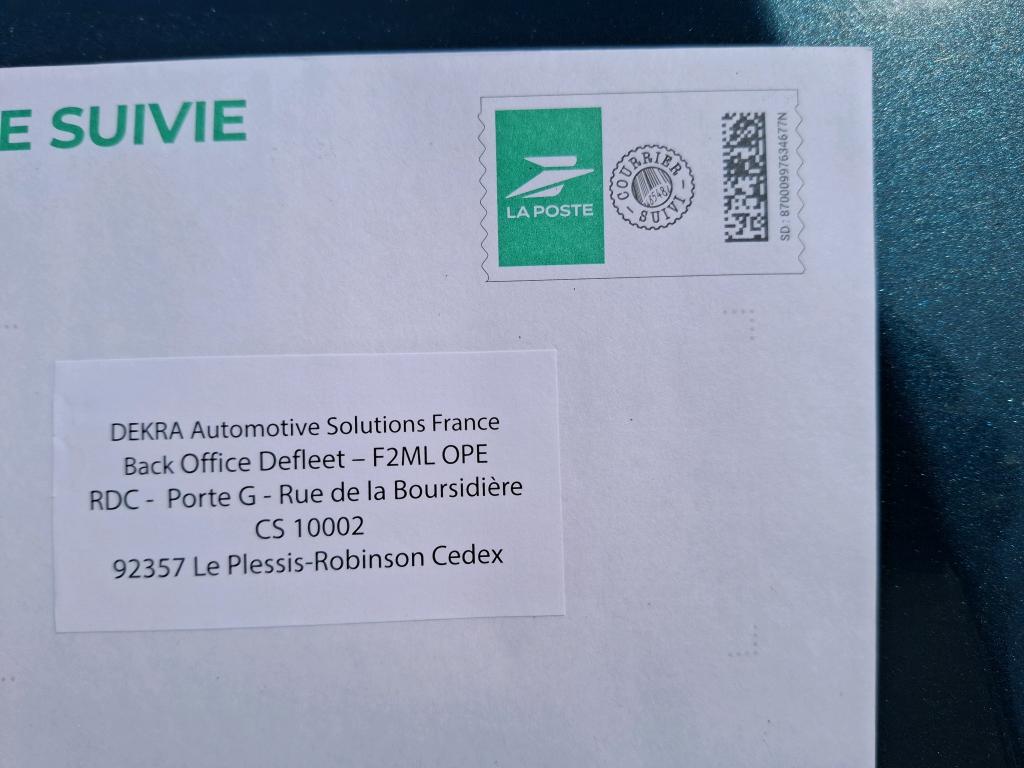 E SUIVIE
LA POSTE
COURRIER
SUIVI
SD : 87000997634677N
DEKRA Automotive Solutions France
Back Office Defleet – F2ML OPE
RDC - Porte G - Rue de la Boursidière
CS 10002
92357 Le Plessis-Robinson Cedex